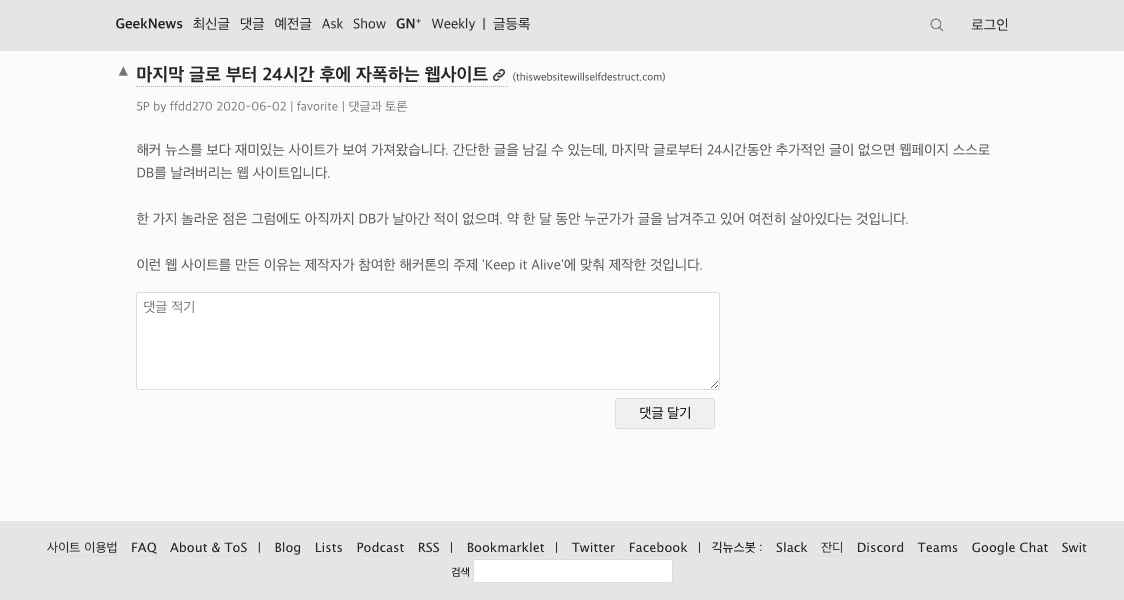 GeekNews 최신글 댓글 예전글 Ask Show GN⁺ Weekly | 글등록 로그인
▲ 마지막 글로 부터 24시간 후에 자폭하는 웹사이트 (thiswebsitewillselfdestruct.com)
5P by ffdd270 2020-06-02 | favorite | 댓글과 토론
해커 뉴스를 보다 재미있는 사이트가 보여 가져왔습니다. 간단한 글을 남길 수 있는데, 마지막 글로부터 24시간동안 추가적인 글이 없으면 웹페이지 스스로
DB를 날려버리는 웹 사이트입니다.
한 가지 놀라운 점은 그럼에도 아직까지 DB가 날아간 적이 없으며. 약 한 달 동안 누군가가 글을 남겨주고 있어 여전히 살아있다는 것입니다.
이런 웹 사이트를 만든 이유는 제작자가 참여한 해커톤의 주제 'Keep it Alive'에 맞춰 제작한 것입니다.
댓글 적기
댓글 달기
사이트 이용법 FAQ About & ToS | Blog Lists Podcast RSS | Bookmarklet | Twitter Facebook | 긱뉴스봇 : Slack 잔디 Discord Teams Google Chat Swit
검색